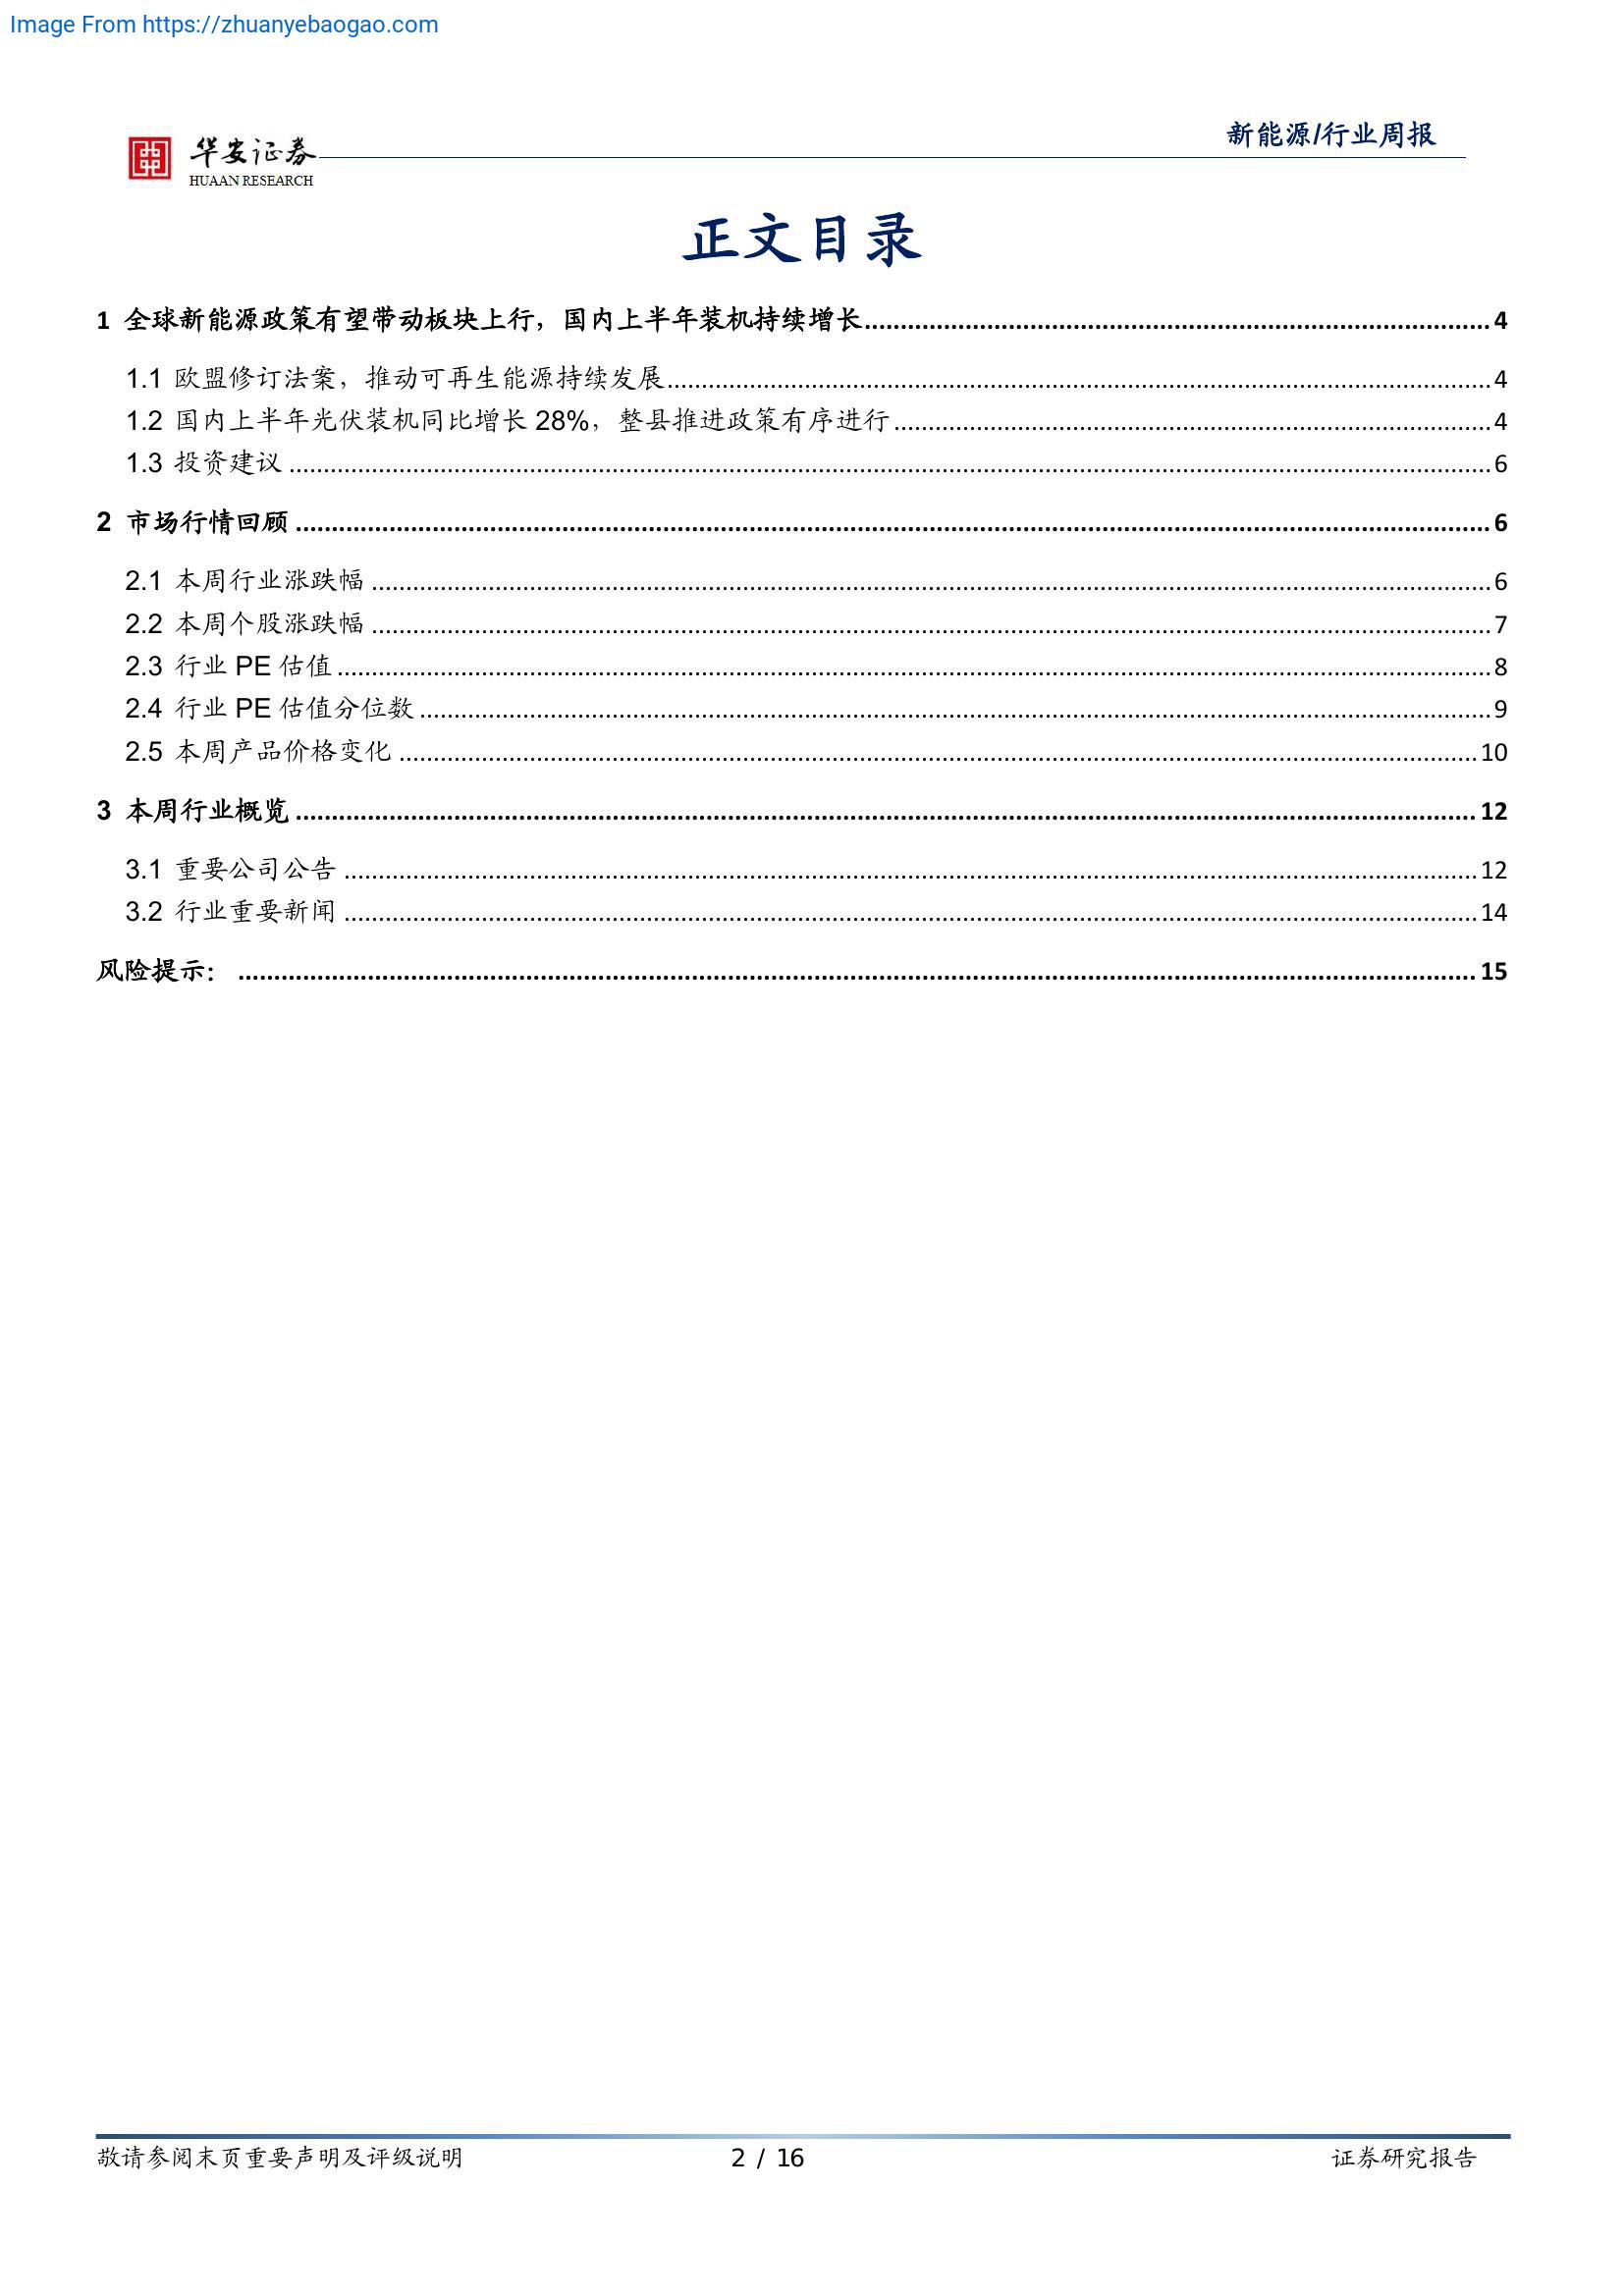 Image From https://zhuanyebaogao.com
新能源/行业周报
华安证券
HUAAN RESEARCH
正文目录
1 全球新能源政策有望带动板块上行，国内上半年装机持续增长 4
1.1 欧盟修订法案，推动可再生能源持续发展 4
1.2 国内上半年光伏装机同比增长 28%，整县推进政策有序进行 4
1.3 投资建议 6
2 市场行情回顾 6
2.1 本周行业涨跌幅 6
2.2 本周个股涨跌幅 7
2.3 行业 PE 估值 8
2.4 行业 PE 估值分位数 9
2.5 本周产品价格变化 10
3 本周行业概览 12
3.1 重要公司公告 12
3.2 行业重要新闻 14
风险提示： 15
敬请参阅末页重要声明及评级说明 2 / 16 证券研究报告